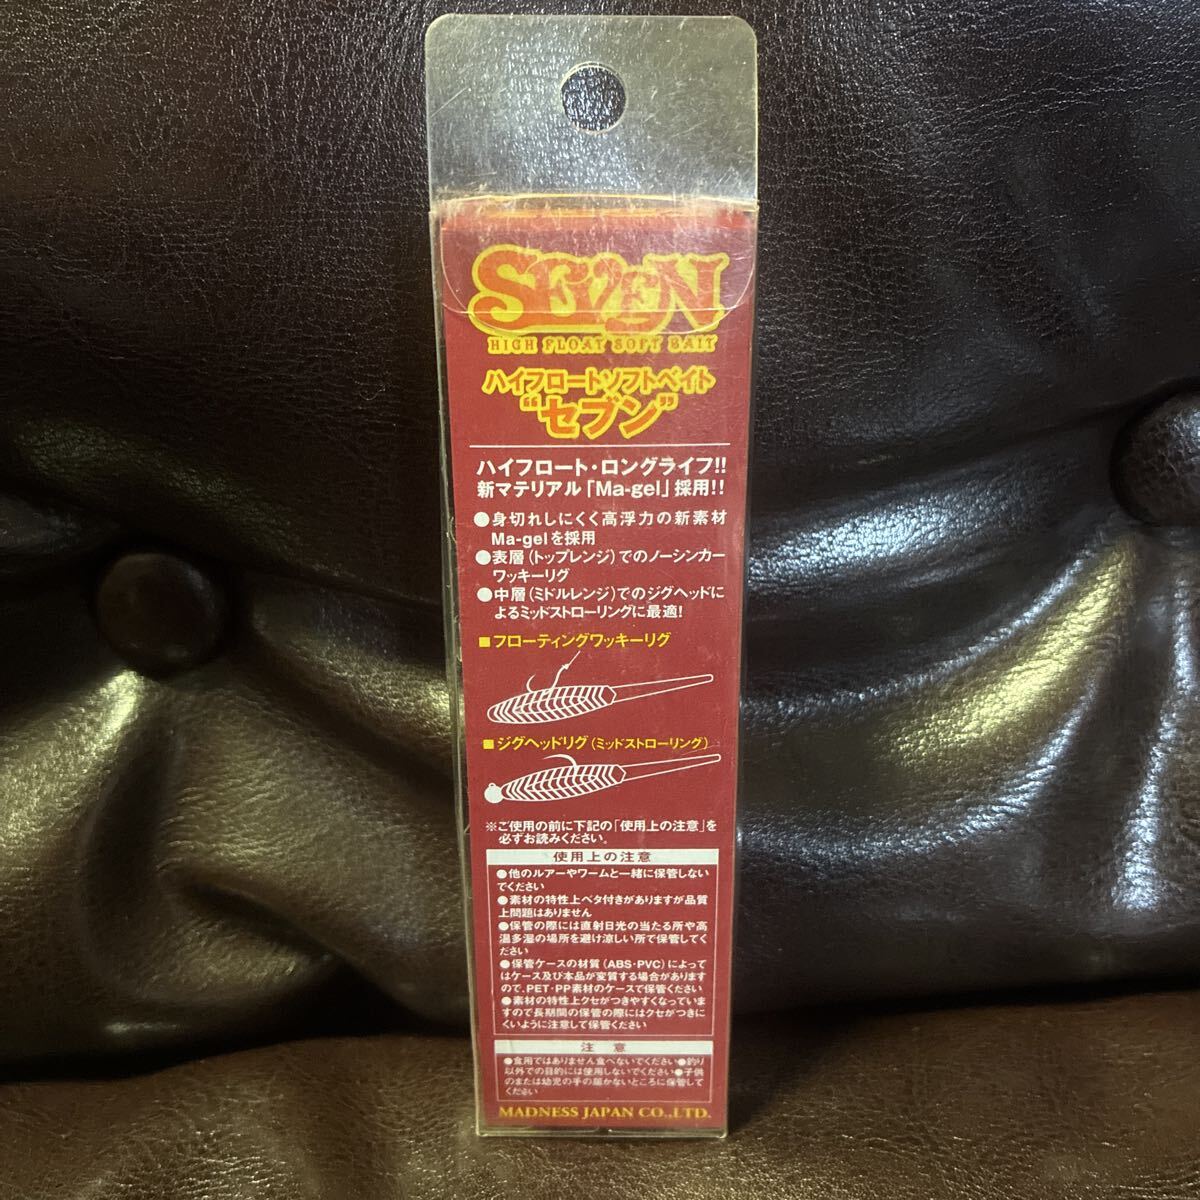 SEVEN
HIGH FLOAT SOFT BAIT
ハイフロートソフトベイト
“セブン”
ハイフロート・ロングライフ!!
新マテリアル「Ma-gel」採用!!
●身切れしにくく高浮力の新素材
Ma-gelを採用
●表層(トップレンジ)でのノーシンカー
ワッキーリグ
●中層(ミドルレンジ)でのジグヘッドに
よるミッドストローリングに最適!
■フローティングワッキーリグ
■ジグヘッドリグ(ミッドストローリング)
※ご使用の前に下記の「使用上の注意」を
必ずお読みください。
使用上の注意
●他のルアーやワームと一緒に保管しない
でください
●素材の特性上ベタ付きがありますが品質
上問題はありません
●保管の際には直射日光の当たる所や高
温多湿の場所を避け涼しい所で保管してく
ださい
●保管ケースの材質(ABS・PVC)によって
はケース及び本品が変質する場合があります
ので、PET・PP素材のケースで保管ください
●素材の特性上クセがつきやすくなっていま
すので長期間の保管の際にはクセがつきに
くいように注意して保管ください
注 意
●食用ではありません食べないでください●釣り
以外での目的には使用しないでください●子供
のまたは幼児の手の届かないところに保管して
ください
MADNESS JAPAN CO.,LTD.